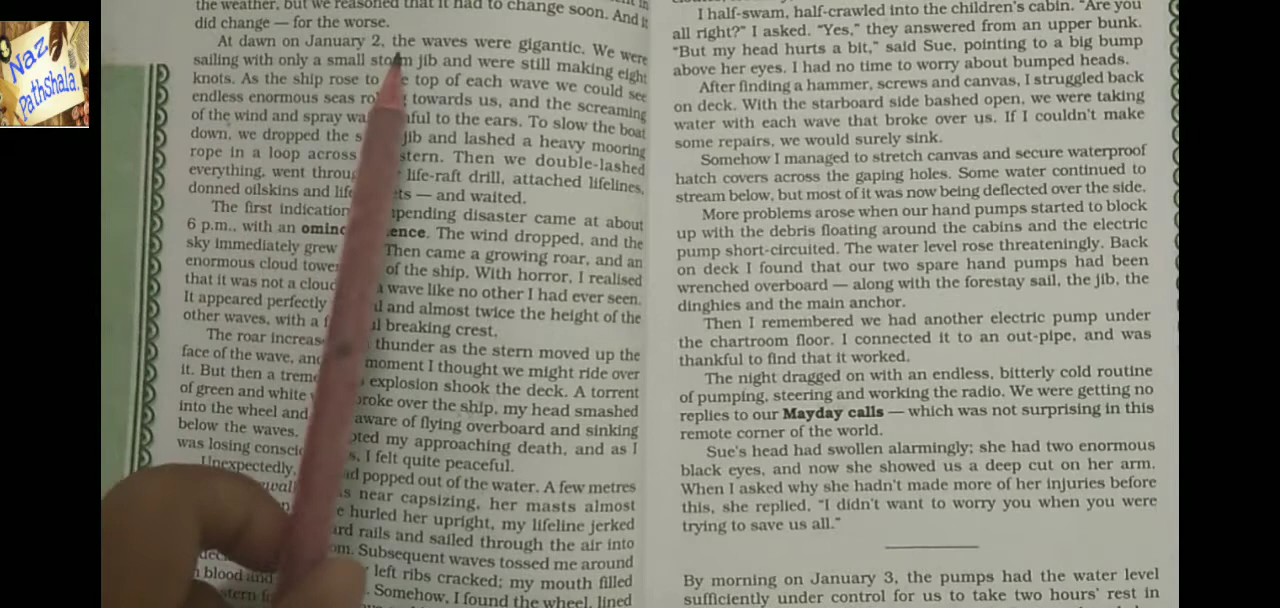 Naz
Pathshala.
the weather, but we reasoned that it had to change soon. And it
did change — for the worse.
At dawn on January 2, the waves were gigantic. We were
sailing with only a small jib and were still making eight
knots. As the ship rose to top of each wave we could see
endless enormous seas towards us, and the screaming
of the wind and spray to the ears. To slow the boat
down, we dropped the jib and lashed a heavy mooring
rope in a loop across stern. Then we double-lashed
everything, went life-raft drill, attached lifelines,
donned oilskins and — and waited.
The first indication disaster came at about
6 p.m., with an The wind dropped, and the
sky immediately grew Then came a growing roar, and an
enormous cloud of the ship. With horror, I realised
that it was not a cloud wave like no other I had ever seen.
It appeared perfectly and almost twice the height of the
other waves, with a breaking crest.
The roar thunder as the stern moved up the
face of the wave, and moment I thought we might ride over
it. But then a explosion shook the deck. A torrent
of green and white broke over the ship, my head smashed
into the wheel and aware of flying overboard and sinking
below the waves. my approaching death, and as I
was losing I felt quite peaceful.
Unexpectedly, popped out of the water. A few metres
near capsizing, her masts almost
hurled her upright, my lifeline jerked
rails and sailed through the air into
Subsequent waves tossed me around
left ribs cracked; my mouth filled
blood and Somehow, I found the wheel, lined
I half-swam, half-crawled into the children's cabin. "Are you
all right?" I asked. "Yes," they answered from an upper bunk.
"But my head hurts a bit," said Sue, pointing to a big bump
above her eyes. I had no time to worry about bumped heads.
After finding a hammer, screws and canvas, I struggled back
on deck. With the starboard side bashed open, we were taking
water with each wave that broke over us. If I couldn't make
some repairs, we would surely sink.
Somehow I managed to stretch canvas and secure waterproof
hatch covers across the gaping holes. Some water continued to
stream below, but most of it was now being deflected over the side.
More problems arose when our hand pumps started to block
up with the debris floating around the cabins and the electric
pump short-circuited. The water level rose threateningly. Back
on deck I found that our two spare hand pumps had been
wrenched overboard — along with the forestay sail, the jib, the
dinghies and the main anchor.
Then I remembered we had another electric pump under
the chartroom floor. I connected it to an out-pipe, and was
thankful to find that it worked.
The night dragged on with an endless, bitterly cold routine
of pumping, steering and working the radio. We were getting no
replies to our Mayday calls — which was not surprising in this
remote corner of the world.
Sue's head had swollen alarmingly; she had two enormous
black eyes, and now she showed us a deep cut on her arm.
When I asked why she hadn't made more of her injuries before
this, she replied, "I didn't want to worry you when you were
trying to save us all."
By morning on January 3, the pumps had the water level
sufficiently under control for us to take two hours' rest in